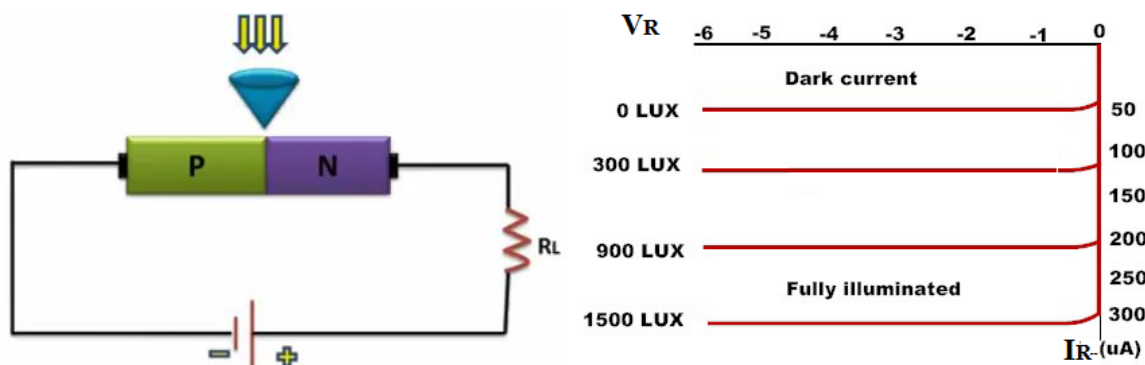 P
N
RL
-
+
VR
-6 -5 -4 -3 -2 -1 0
Dark current
0 LUX
50
100
300 LUX
150
200
900 LUX
250
Fully illuminated
300
1500 LUX
IR-(uA)